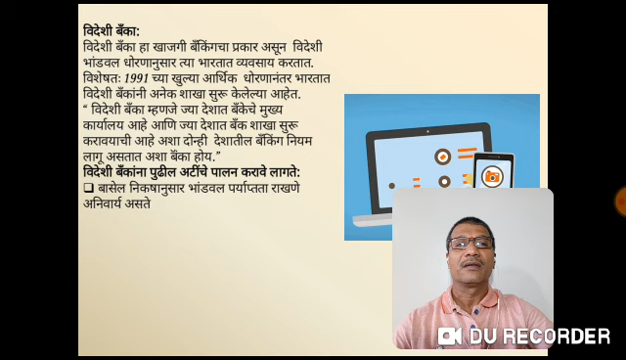 विदेशी बँका:
विदेशी बँका हा खाजगी बँकिंगचा प्रकार असून विदेशी
भांडवल धोरणानुसार त्या भारतात व्यवसाय करतात.
विशेषतः 1991 च्या खुल्या आर्थिक धोरणानंतर भारतात
विदेशी बँकांनी अनेक शाखा सुरू केलेल्या आहेत.
“ विदेशी बँका म्हणजे ज्या देशात बँकेचे मुख्य
कार्यालय आहे आणि ज्या देशात बँक शाखा सुरू
करावयाची आहे अशा दोन्ही देशातील बँकिंग नियम
लागू असतात अशा बँका होय.”
विदेशी बँकांना पुढील अटींचे पालन करावे लागते:
❑ बासेल निकषानुसार भांडवल पर्याप्तता राखणे
अनिवार्य असते
DU RECORDER